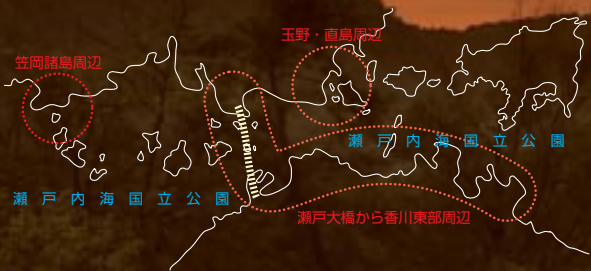 玉野・直島周辺
笠岡諸島周辺
瀬戸内海国立公園
瀬戸内海国立公園
瀬戸大橋から香川東部周辺